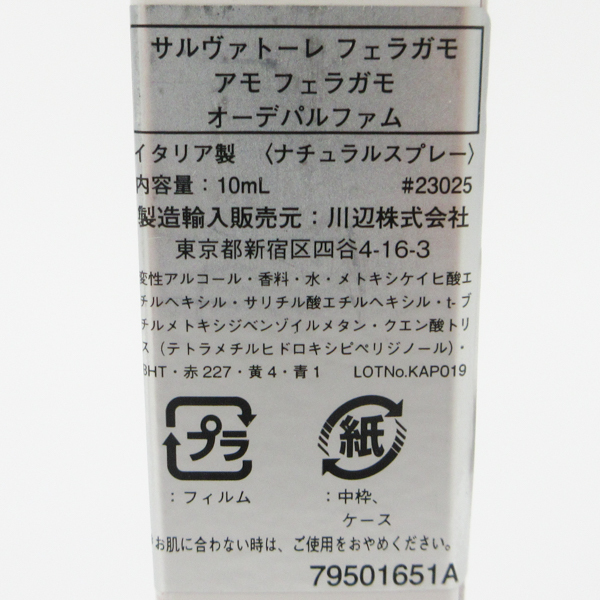 サルヴァトーレ フェラガモ
アモ フェラガモ
オーデパルファム
イタリア製 〈ナチュラルスプレー〉
内容量：10mL #23025
製造輸入販売元：川辺株式会社
東京都新宿区四谷4-16-3
変性アルコール・香料・水・メトキシケイヒ酸エ
チルヘキシル・サリチル酸エチルヘキシル・t-ブ
チルメトキシジベンゾイルメタン・クエン酸トリ
ス（テトラメチルヒドロキシピペリジノール）・
BHT・赤227・黄4・青1 LOTNo.KAP019
プラ 紙
：フィルム ：中枠、
ケース
お肌に合わない時は、ご使用をおやめください。
79501651A